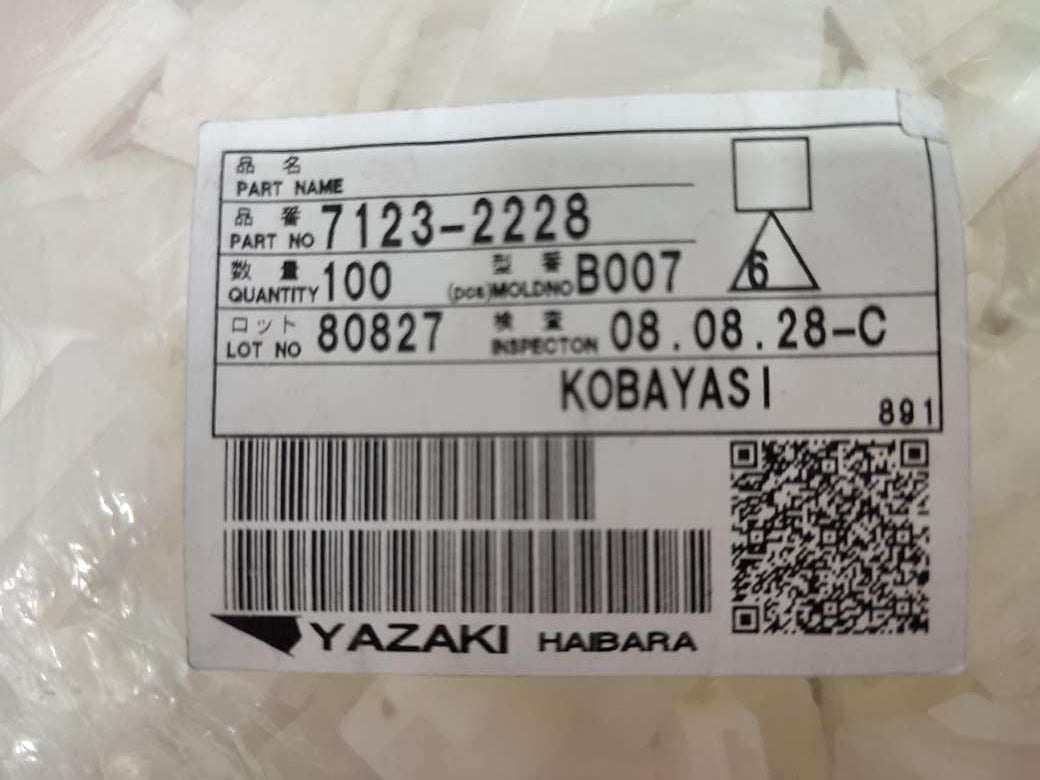 品 名
PART NAME
品 番
PART NO 7123-2228
数 量 型 番
QUANTITY 100 (pcs)MOLDNO B007
6
ロット 検 査
LOT NO 80827 INSPECTON 08.08.28-C
KOBAYASI
891
YAZAKI HAIBARA